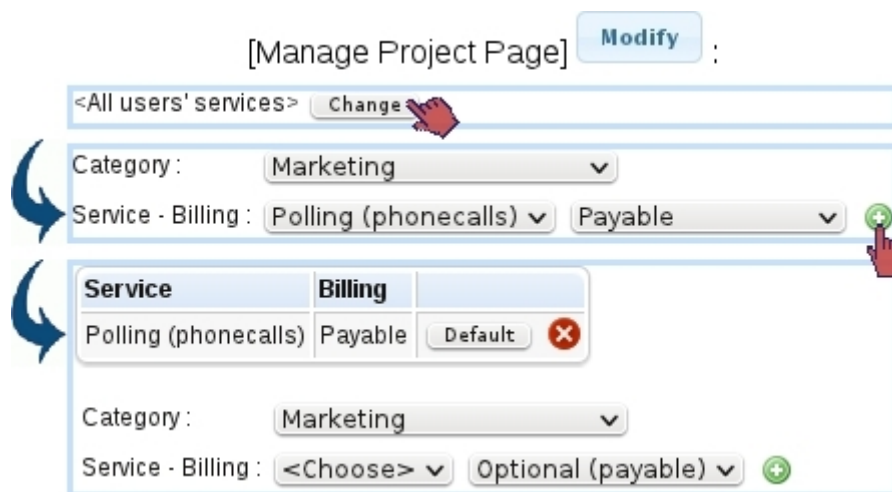 [Manage Project Page] Modify :
<All users' services> Change
Category : Marketing
Service - Billing : Polling (phonecalls) Payable
Service Billing
Polling (phonecalls) Payable Default
Category : Marketing
Service - Billing : <Choose> Optional (payable)